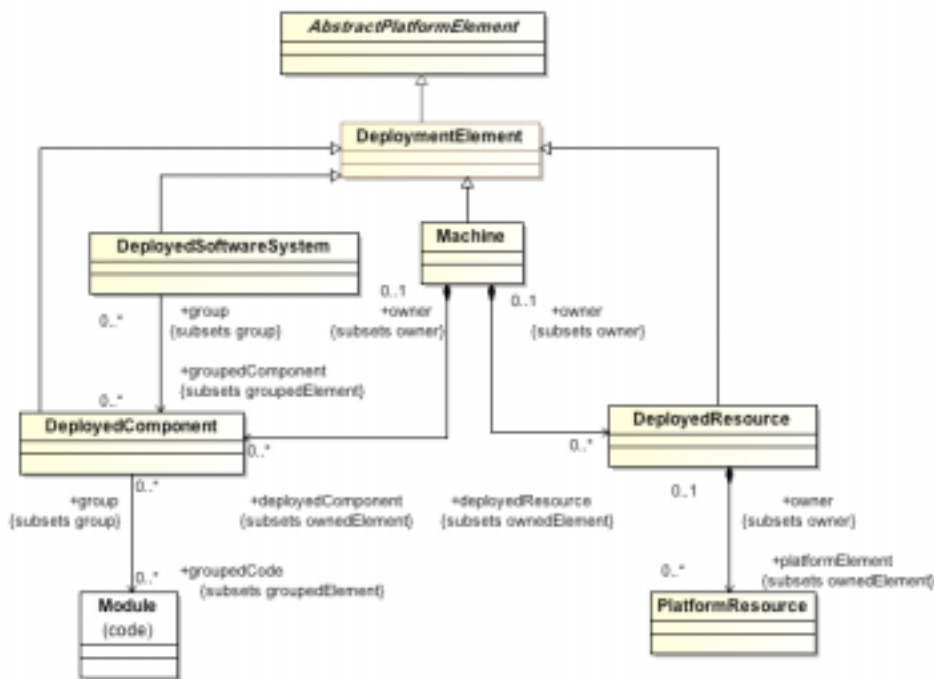 AbstractPlatformElement
DeploymentElement
DeployedSoftwareSystem
Machine
0..*
+group
{subsets group}
0..1
+owner
{subsets owner}
0..1
+owner
{subsets owner}
+groupedComponent
{subsets groupedElement}
0..*
DeployedComponent
0..*
0..*
DeployedResource
+group
{subsets group}
0..*
+deployedComponent
{subsets ownedElement}
+deployedResource
{subsets ownedElement}
0..1
+owner
{subsets owner}
0..*
+groupedCode
{subsets groupedElement}
0..*
+platformElement
{subsets ownedElement}
Module
(code)
PlatformResource